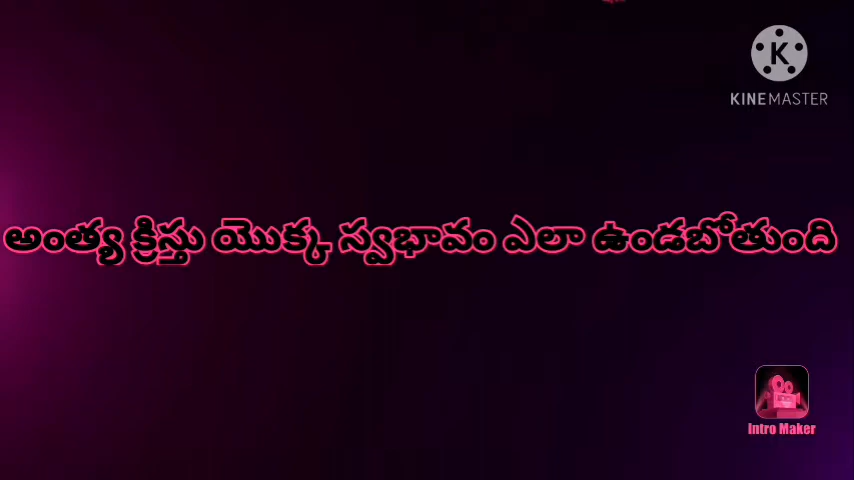 KINEMASTER
అంత్య క్రిస్తు యొక్క స్వభావం ఎలా ఉండబోతుంది
Intro Maker